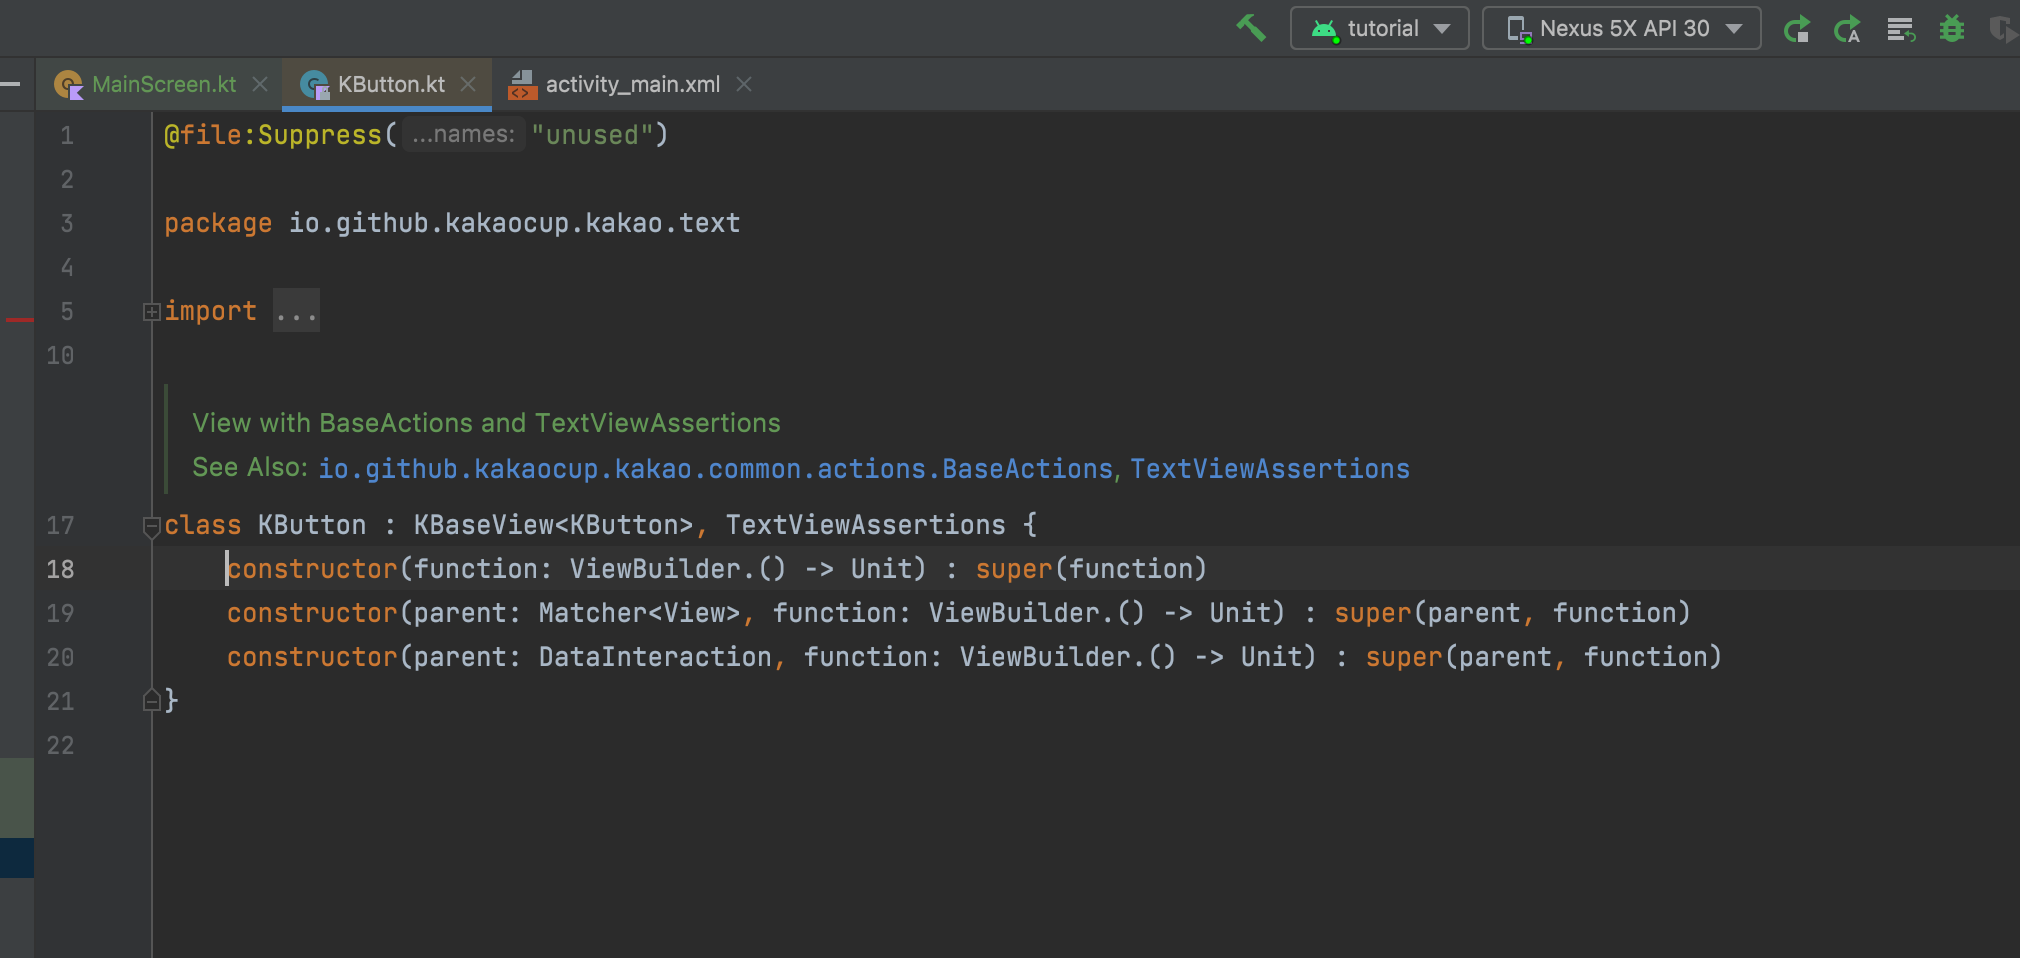 tutorial Nexus 5X API 30
MainScreen.kt KButton.kt activity_main.xml
1 @file:Suppress( ...names: "unused")
2
3 package io.github.kakaocup.kakao.text
4
5 import ...
10
View with BaseActions and TextViewAssertions
See Also: io.github.kakaocup.kakao.common.actions.BaseActions, TextViewAssertions
17 class KButton : KBaseView<KButton>, TextViewAssertions {
18 constructor(function: ViewBuilder.() -> Unit) : super(function)
19 constructor(parent: Matcher<View>, function: ViewBuilder.() -> Unit) : super(parent, function)
20 constructor(parent: DataInteraction, function: ViewBuilder.() -> Unit) : super(parent, function)
21 }
22